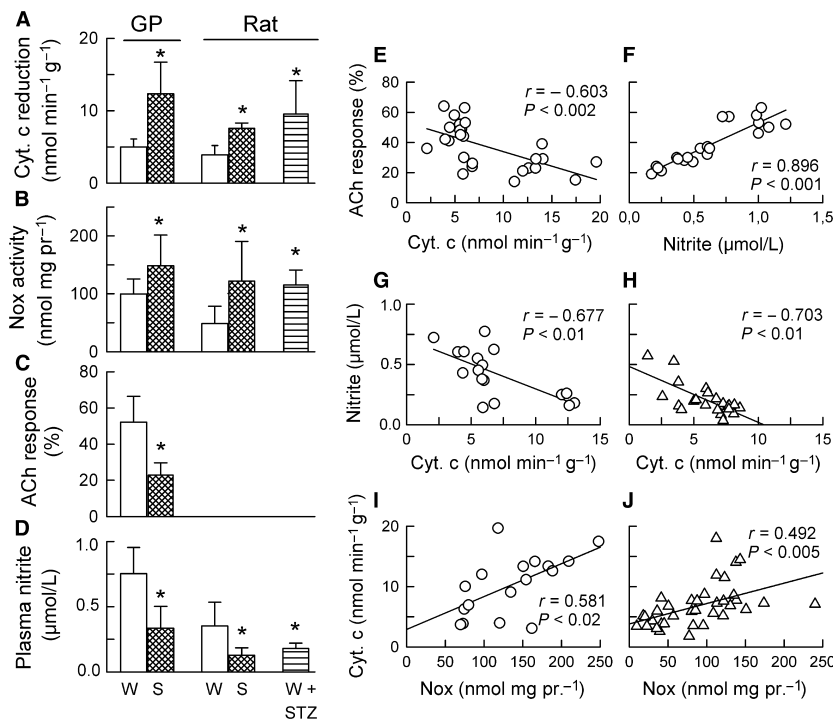 A
GP
Rat
Cyt. c reduction
(nmol min⁻¹ g⁻¹)
20
10
0
*
*
*
B
Nox activity
(nmol mg pr⁻¹)
200
100
0
*
*
*
C
ACh response
(%)
80
60
40
20
0
*
D
Plasma nitrite
(µmol/L)
1.0
0.5
0.0
*
*
*
W S W S W +
STZ
E
ACh response (%)
80
60
40
20
0
r = – 0.603
P < 0.002
0 5 10 15 20
Cyt. c (nmol min⁻¹ g⁻¹)
F
r = 0.896
P < 0.001
0,0 0,5 1,0 1,5
Nitrite (µmol/L)
G
Nitrite (µmol/L)
1.0
0.5
0.0
r = – 0.677
P < 0.01
0 5 10 15
Cyt. c (nmol min⁻¹ g⁻¹)
H
r = – 0.703
P < 0.01
0 5 10 15
Cyt. c (nmol min⁻¹ g⁻¹)
I
Cyt. c (nmol min⁻¹ g⁻¹)
20
10
0
r = 0.581
P < 0.02
0 50 100 150 200 250
Nox (nmol mg pr.⁻¹)
J
r = 0.492
P < 0.005
0 50 100 150 200 250
Nox (nmol mg pr.⁻¹)